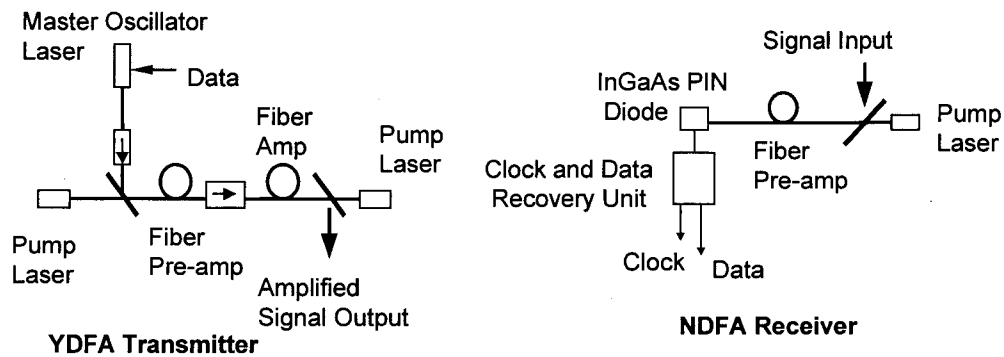 Master Oscillator
Laser
Data
Fiber
Amp
Pump
Laser
Pump
Laser
Fiber
Pre-amp
Amplified
Signal Output
YDFA Transmitter
Signal Input
InGaAs PIN
Diode
Pump
Laser
Fiber
Pre-amp
Clock and Data
Recovery Unit
Clock
Data
NDFA Receiver